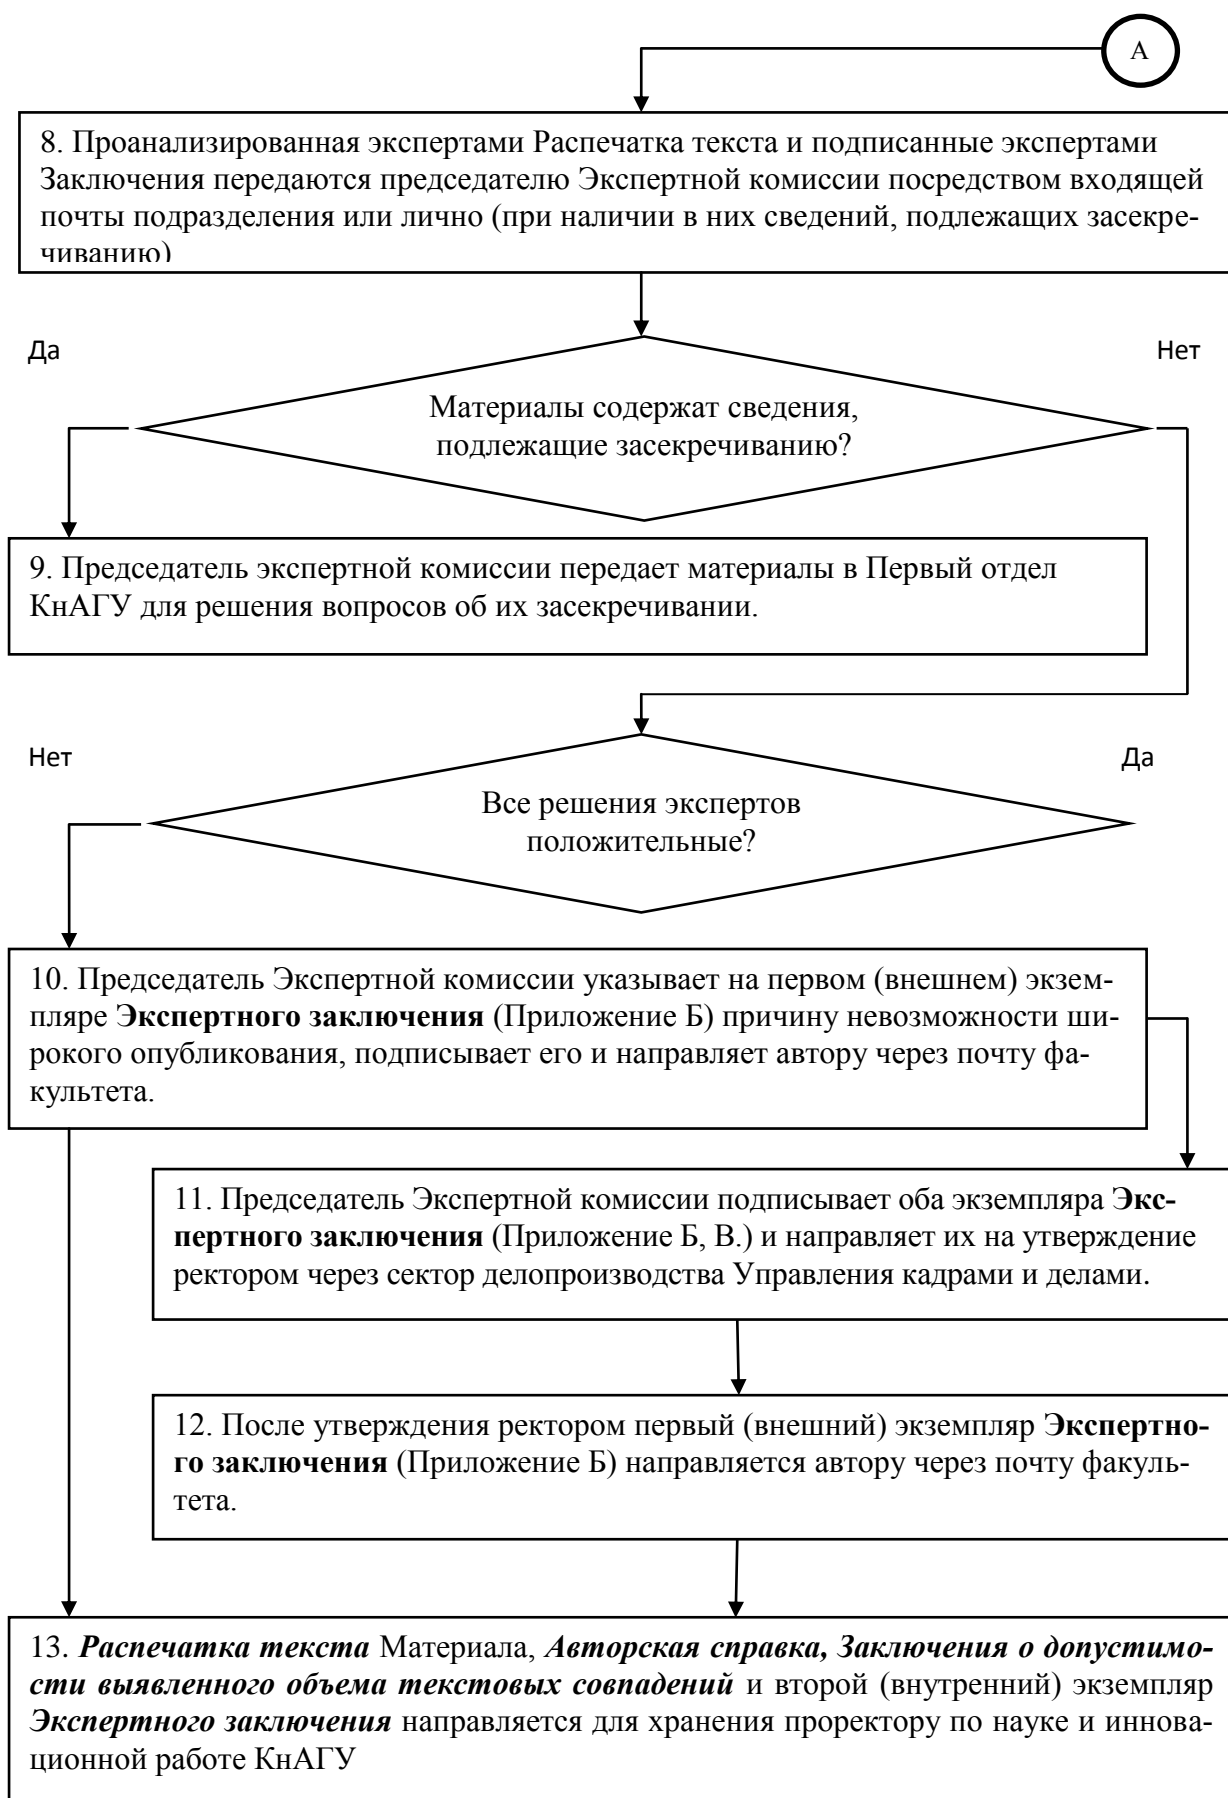 А
8. Проанализированная экспертами Распечатка текста и подписанные экспертами
Заключения передаются председателю Экспертной комиссии посредством входящей
почты подразделения или лично (при наличии в них сведений, подлежащих засекре-
чиванию)
Да
Нет
Материалы содержат сведения,
подлежащие засекречиванию?
9. Председатель экспертной комиссии передает материалы в Первый отдел
КнАГУ для решения вопросов об их засекречивании.
Нет
Да
Все решения экспертов
положительные?
10. Председатель Экспертной комиссии указывает на первом (внешнем) экзем-
пляре Экспертного заключения (Приложение Б) причину невозможности ши-
рокого опубликования, подписывает его и направляет автору через почту фа-
культета.
11. Председатель Экспертной комиссии подписывает оба экземпляра Экс-
пертного заключения (Приложение Б, В.) и направляет их на утверждение
ректором через сектор делопроизводства Управления кадрами и делами.
12. После утверждения ректором первый (внешний) экземпляр Экспертно-
го заключения (Приложение Б) направляется автору через почту факуль-
тета.
13. Распечатка текста Материала, Авторская справка, Заключения о допустимо-
сти выявленного объема текстовых совпадений и второй (внутренний) экземпляр
Экспертного заключения направляется для хранения проректору по науке и иннова-
ционной работе КнАГУ